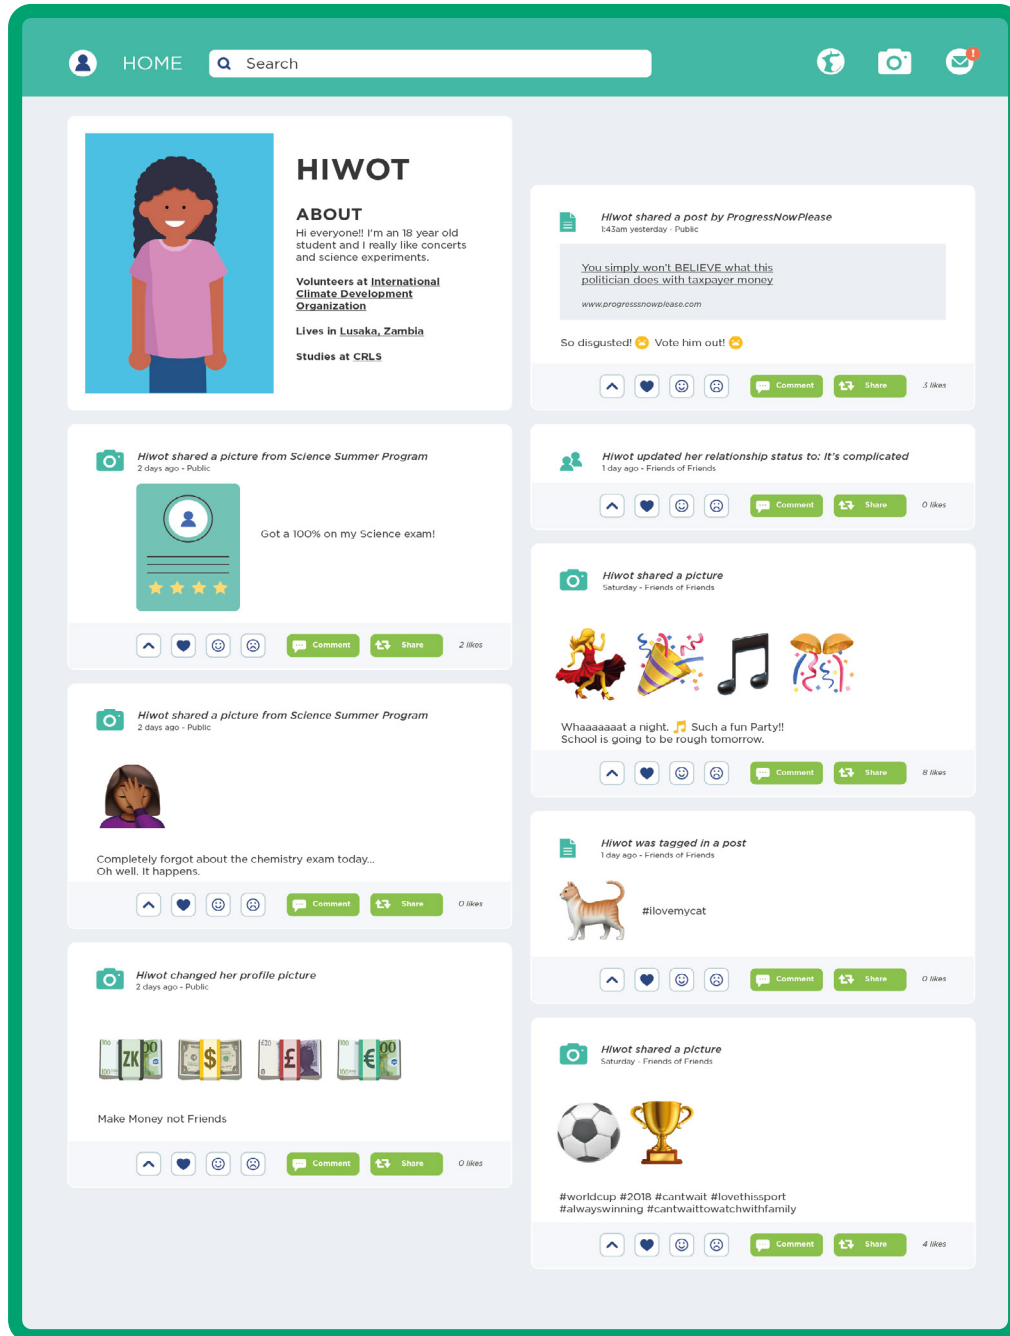 HOME
Search
HIWOT
ABOUT
Hi everyone!! I'm an 18 year old
student and I really like concerts
and science experiments.
Volunteers at International
Climate Development
Organization
Lives in Lusaka, Zambia
Studies at CRLS
Hiwot shared a picture from Science Summer Program
2 days ago - Public
Got a 100% on my Science exam!
Comment
Share
2 likes
Hiwot shared a picture from Science Summer Program
2 days ago - Public
Completely forgot about the chemistry exam today...
Oh well. It happens.
Comment
Share
0 likes
Hiwot changed her profile picture
2 days ago - Public
100 ZK 00 100
$
£20 £
100 € 00 100
Make Money not Friends
Comment
Share
0 likes
Hiwot shared a post by ProgressNowPlease
1:43am yesterday - Public
You simply won't BELIEVE what this
politician does with taxpayer money
www.progresssnowplease.com
So disgusted! Vote him out!
Comment
Share
3 likes
Hiwot updated her relationship status to: It's complicated
1 day ago - Friends of Friends
Comment
Share
0 likes
Hiwot shared a picture
Saturday - Friends of Friends
Whaaaaaaat a night. Such a fun Party!!
School is going to be rough tomorrow.
Comment
Share
8 likes
Hiwot was tagged in a post
1 day ago - Friends of Friends
#ilovemycat
Comment
Share
0 likes
Hiwot shared a picture
Saturday - Friends of Friends
#worldcup #2018 #cantwait #lovethissport
#alwayswinning #cantwaittowatchwithfamily
Comment
Share
4 likes